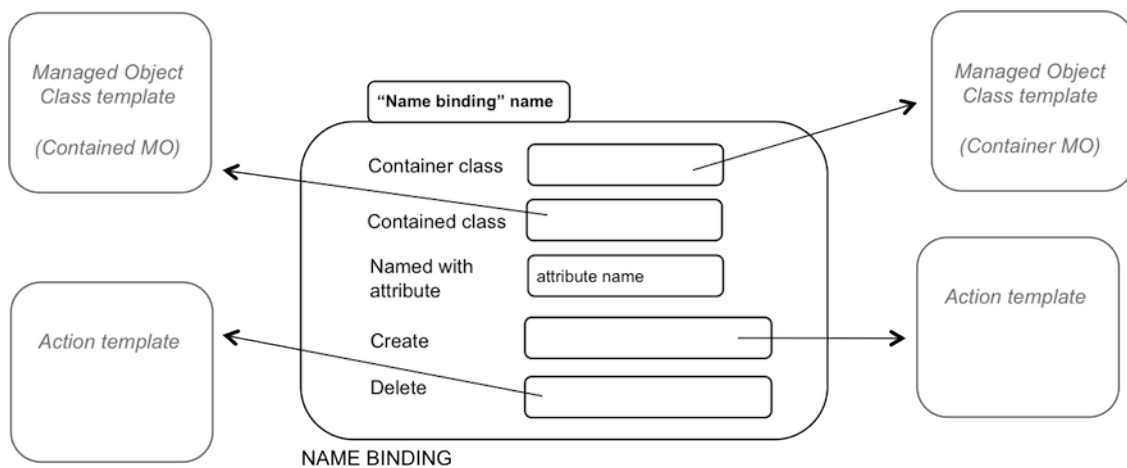 Managed Object
Class template
(Contained MO)
Managed Object
Class template
(Container MO)
“Name binding” name
Container class
Contained class
Named with
attribute
attribute name
Create
Delete
Action template
Action template
NAME BINDING